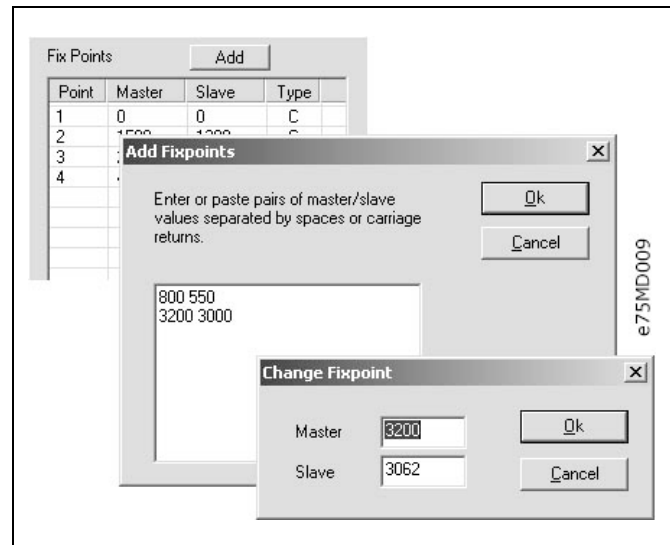 Fix Points Add
Point Master Slave Type
1 0 0 C
2
3
4
Add Fixpoints
Enter or paste pairs of master/slave
values separated by spaces or carriage
returns.
Ok
Cancel
800 550
3200 3000
Change Fixpoint
Master 3200
Slave 3062
Ok
Cancel
e75MD009